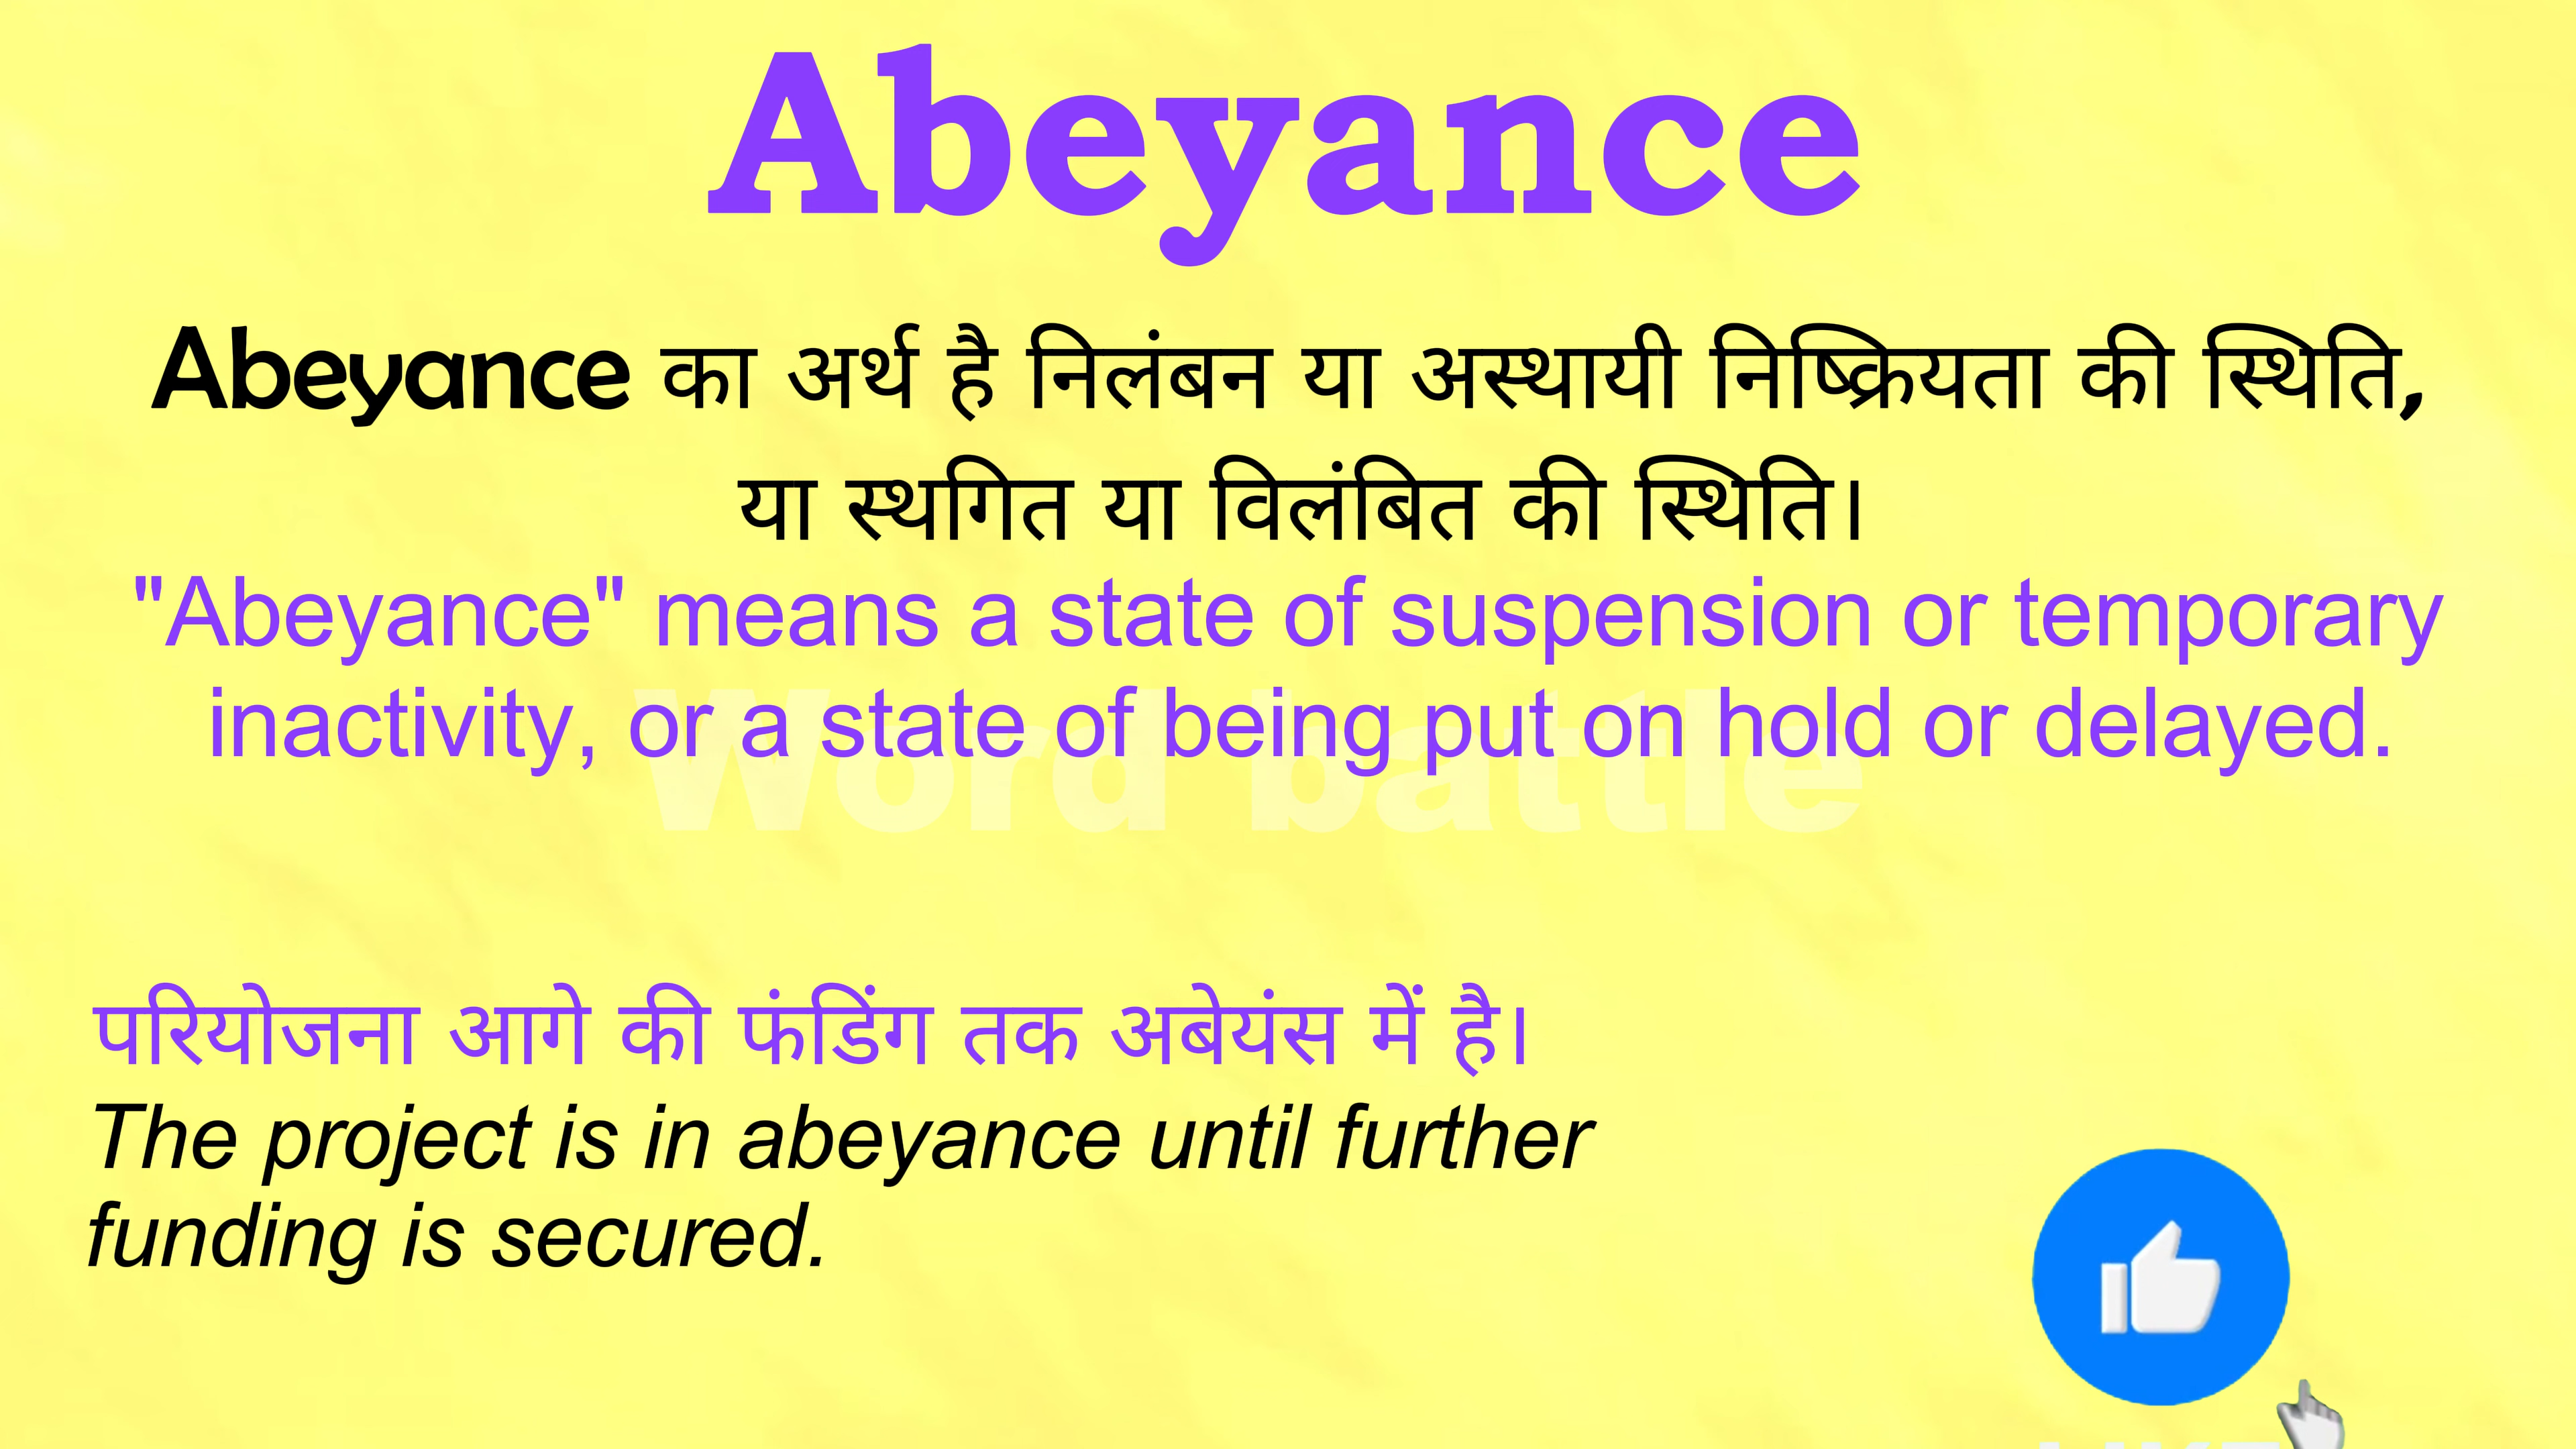 Abeyance
Abeyance का अर्थ है निलंबन या अस्थायी निष्क्रियता की स्थिति,
या स्थगित या विलंबित की स्थिति।
"Abeyance" means a state of suspension or temporary
inactivity, or a state of being put on hold or delayed.
Word battle
परियोजना आगे की फंडिंग तक अबेयंस में है।
The project is in abeyance until further
funding is secured.